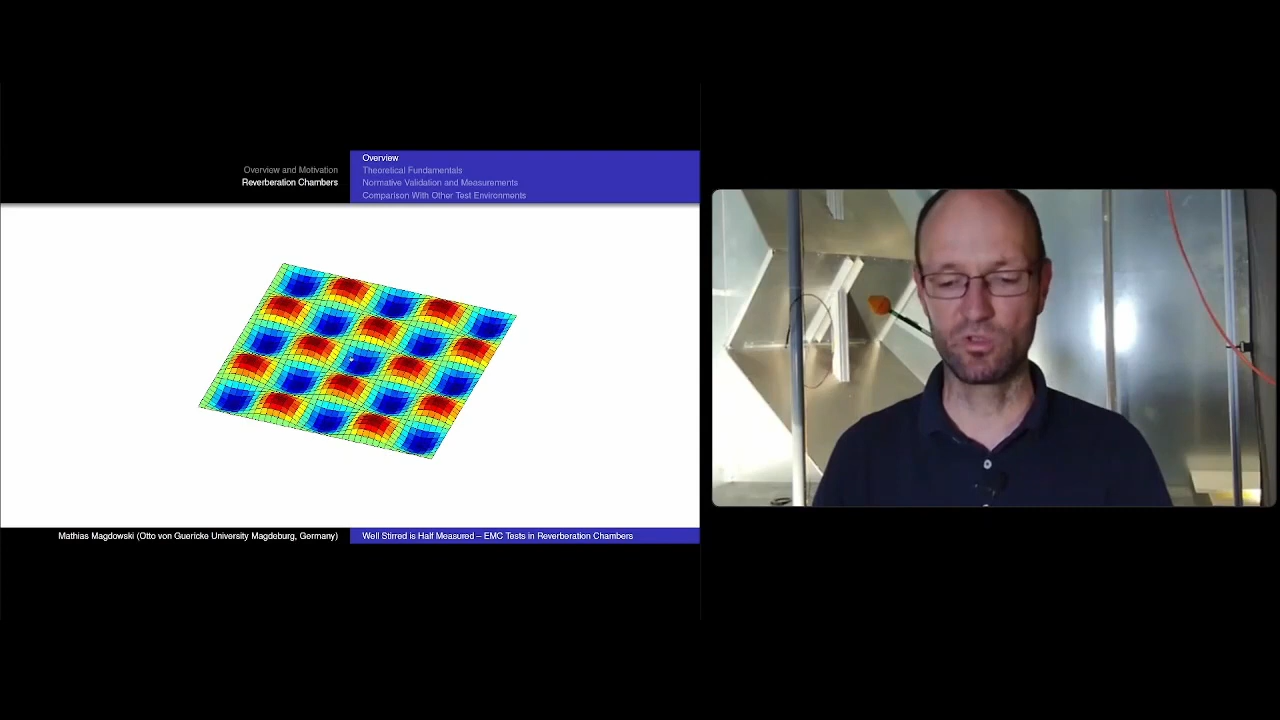 Overview and Motivation
Reverberation Chambers
Overview
Theoretical Fundamentals
Normative Validation and Measurements
Comparison With Other Test Environments
Mathias Magdowski (Otto von Guericke University Magdeburg, Germany)
Well Stirred is Half Measured – EMC Tests in Reverberation Chambers